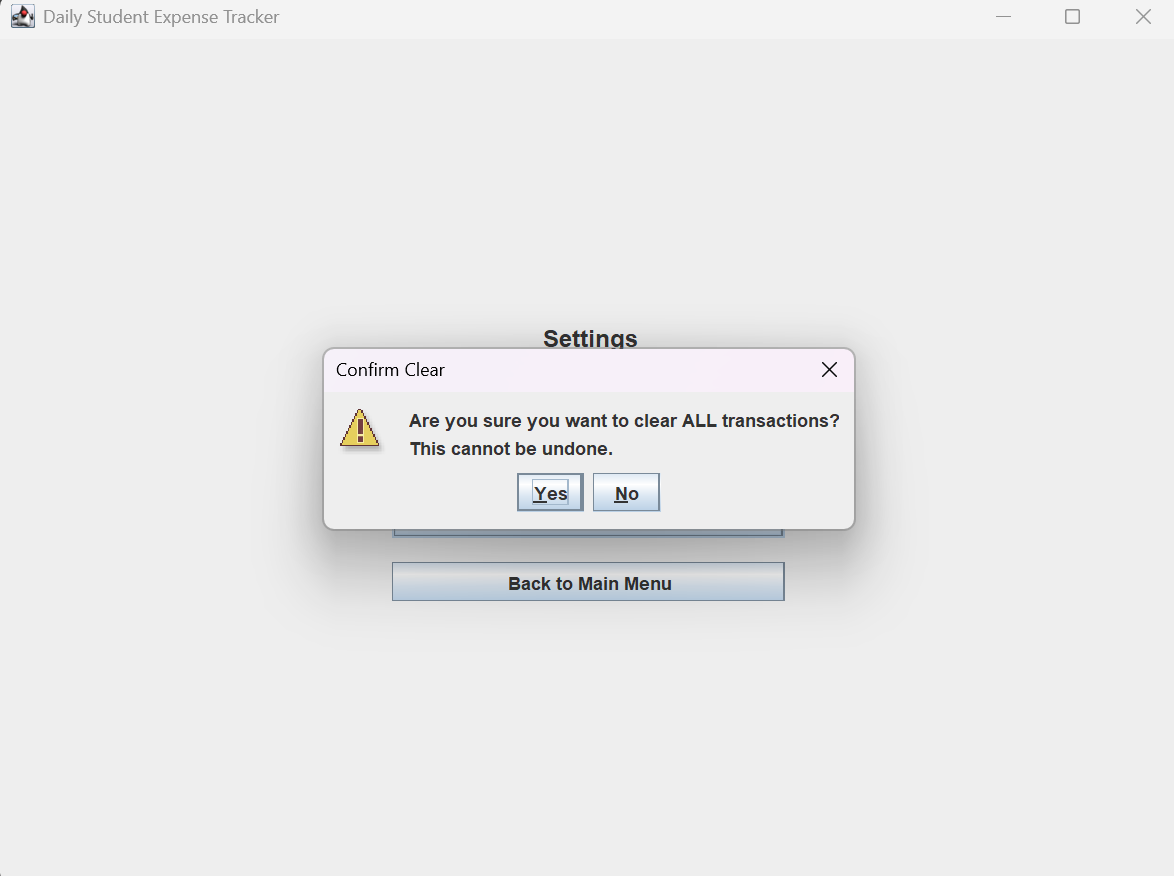 Daily Student Expense Tracker
Settings
Confirm Clear
Are you sure you want to clear ALL transactions?
This cannot be undone.
Yes No
Back to Main Menu